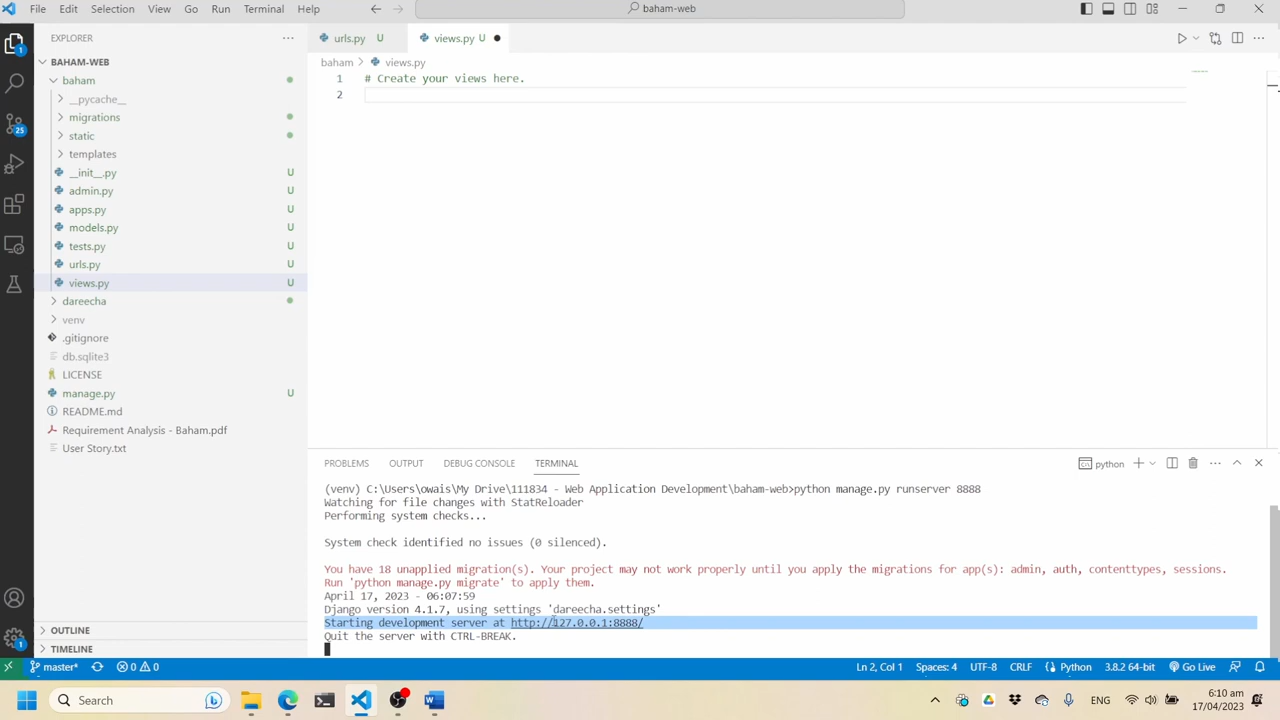 File Edit Selection View Go Run Terminal Help
baham-web
EXPLORER
urls.py U
views.py U
BAHAM-WEB
baham > views.py
baham
__pycache__
migrations
static
templates
__init__.py U
admin.py U
apps.py U
models.py U
tests.py U
urls.py U
views.py U
dareecha
venv
.gitignore
db.sqlite3
LICENSE
manage.py U
README.md
Requirement Analysis - Baham.pdf
User Story.txt
1 # Create your views here.
2
PROBLEMS OUTPUT DEBUG CONSOLE TERMINAL
python
(venv) C:\Users\owais\My Drive\111834 - Web Application Development\baham-web>python manage.py runserver 8888
Watching for file changes with StatReloader
Performing system checks...
System check identified no issues (0 silenced).
You have 18 unapplied migration(s). Your project may not work properly until you apply the migrations for app(s): admin, auth, contenttypes, sessions.
Run 'python manage.py migrate' to apply them.
April 17, 2023 - 06:07:59
Django version 4.1.7, using settings 'dareecha.settings'
Starting development server at http://127.0.0.1:8888/
Quit the server with CTRL-BREAK.
OUTLINE
TIMELINE
1
25
1
master* 0 0
Ln 2, Col 1 Spaces: 4 UTF-8 CRLF Python 3.8.2 64-bit Go Live
Search
ENG
6:10 am
17/04/2023